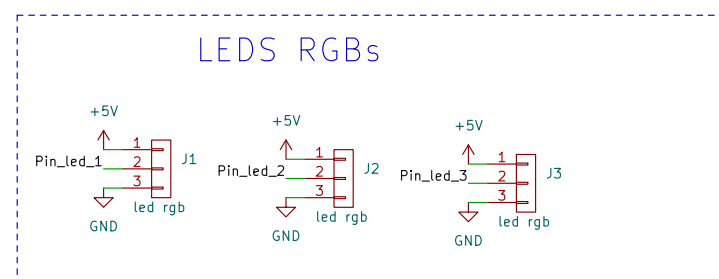 LEDS RGBs
+5V
1
Pin_led_1
2
J1
3
led rgb
GND
+5V
1
Pin_led_2
2
J2
3
led rgb
GND
+5V
1
Pin_led_3
2
J3
3
led rgb
GND